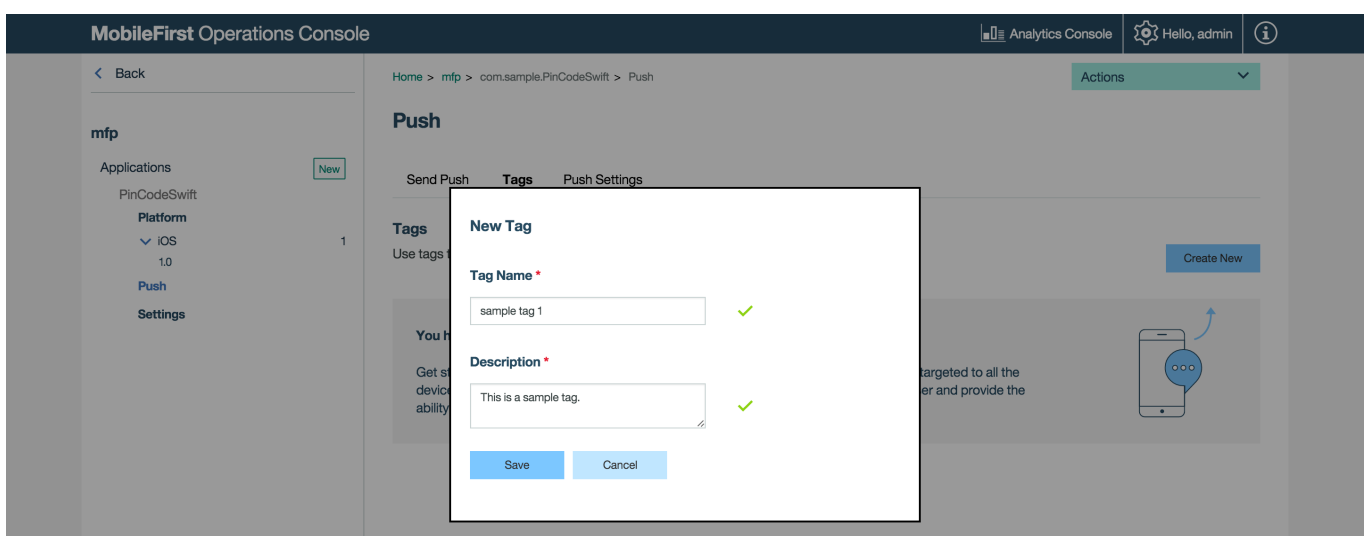 MobileFirst Operations Console
Analytics Console
Hello, admin
Back
Home > mfp > com.sample.PinCodeSwift > Push
Actions
mfp
Push
Applications
New
PinCodeSwift
Send Push
Tags
Push Settings
Platform
iOS
1
1.0
Push
Settings
Tags
Use tags
Create New
You
Get
targeted to all the
and provide the
ability
New Tag
Tag Name *
sample tag 1
Description *
This is a sample tag.
Save
Cancel